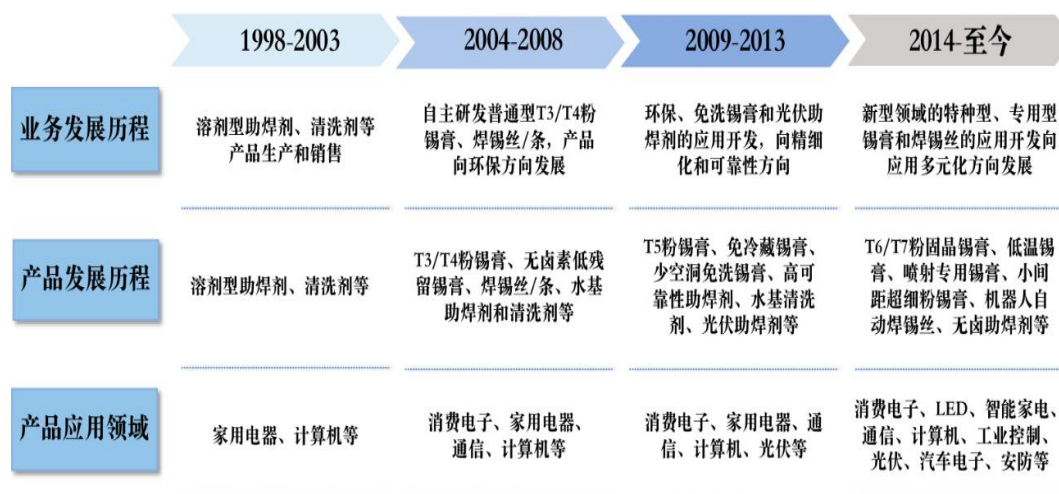 1998-2003
2004-2008
2009-2013
2014-至今
业务发展历程
溶剂型助焊剂、清洗剂等
产品生产和销售
自主研发普通型T3/T4粉
锡膏、焊锡丝/条，产品
向环保方向发展
环保、免洗锡膏和光伏助
焊剂的应用开发，向精细
化和可靠性方向
新型领域的特种型、专用型
锡膏和焊锡丝的应用开发向
应用多元化方向发展
产品发展历程
溶剂型助焊剂、清洗剂等
T3/T4粉锡膏、无卤素低残
留锡膏、焊锡丝/条、水基
助焊剂和清洗剂等
T5粉锡膏、免冷藏锡膏、
少空洞免洗锡膏、高可
靠性助焊剂、水基清洗
剂、光伏助焊剂等
T6/T7粉固晶锡膏、低温锡
膏、喷射专用锡膏、小间
距超细粉锡膏、机器人自
动焊锡丝、无卤助焊剂等
产品应用领域
家用电器、计算机等
消费电子、家用电器、
通信、计算机等
消费电子、家用电器、通
信、计算机、光伏等
消费电子、LED、智能家电、
通信、计算机、工业控制、
光伏、汽车电子、安防等